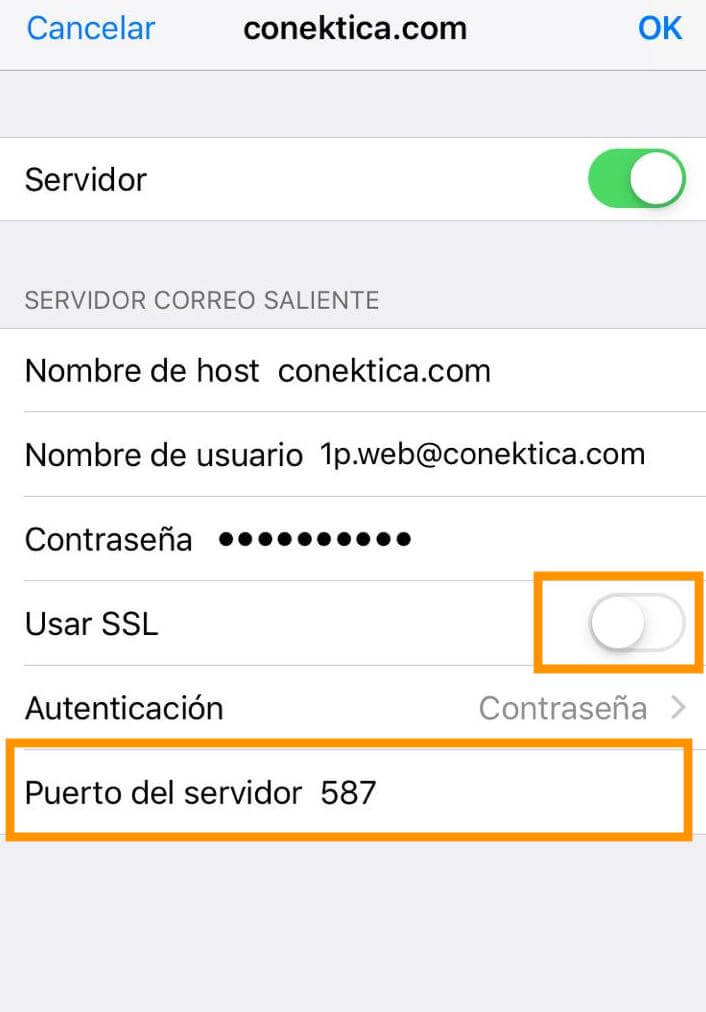 Cancelar conektica.com OK
Servidor
SERVIDOR CORREO SALIENTE
Nombre de host conektica.com
Nombre de usuario 1p.web@conektica.com
Contraseña ●●●●●●●●●●
Usar SSL
Autenticación Contraseña
Puerto del servidor 587